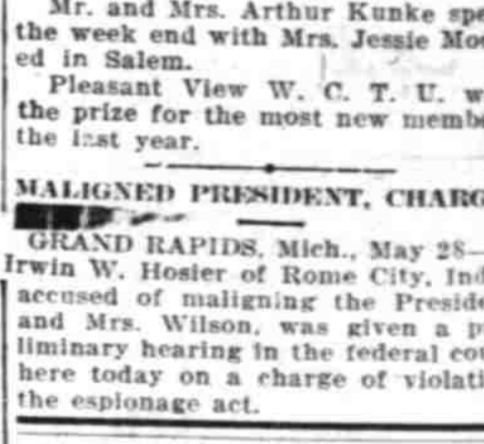 Mr. and Mrs. Arthur Kunke spe
the week end with Mrs. Jessie Mo
ed in Salem.
Pleasant View W. C. T. U. w
the prize for the most new membe
the last year.
MALIGNED PRESIDENT, CHARG
GRAND RAPIDS, Mich., May 28—
Irwin W. Hosier of Rome City, Ind
accused of maligning the Preside
and Mrs. Wilson, was given a p
liminary hearing in the federal cou
here today on a charge of violati
the espionage act.